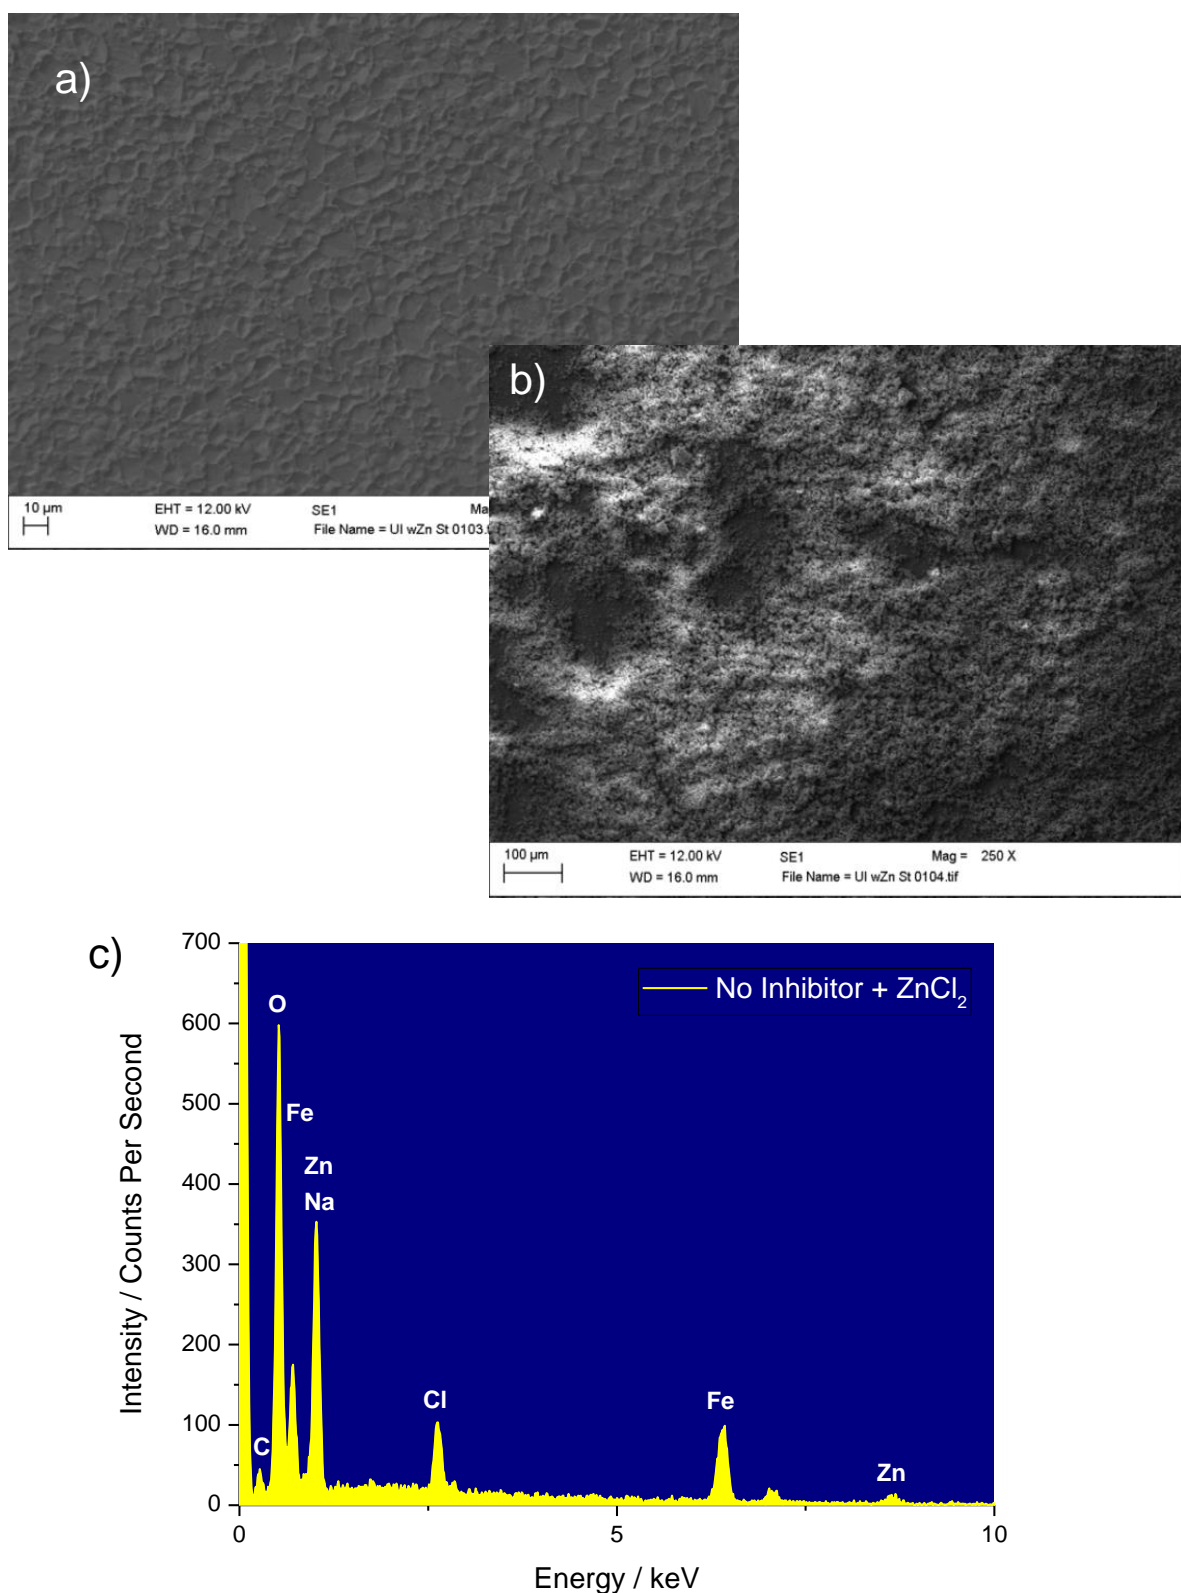 a)
10 µm
EHT = 12.00 kV
SE1
WD = 16.0 mm
File Name = UI wZn St 0103.
b)
100 µm
EHT = 12.00 kV
SE1
Mag = 250 X
WD = 16.0 mm
File Name = UI wZn St 0104.tif
c)
700
600
500
400
300
200
100
0
Intensity / Counts Per Second
No Inhibitor + ZnCl₂
O
Fe
Zn
Na
C
Cl
Fe
Zn
0
5
10
Energy / keV